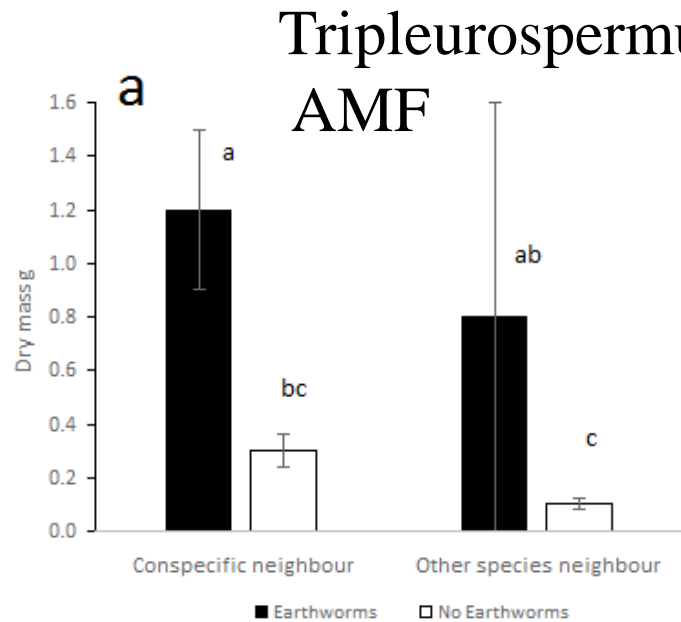 Tripleurospermu
AMF
a
1.6
1.4
1.2
1.0
0.8
0.6
0.4
0.2
0.0
Dry mass g
a
bc
ab
c
Conspecific neighbour
Other species neighbour
Earthworms
No Earthworms